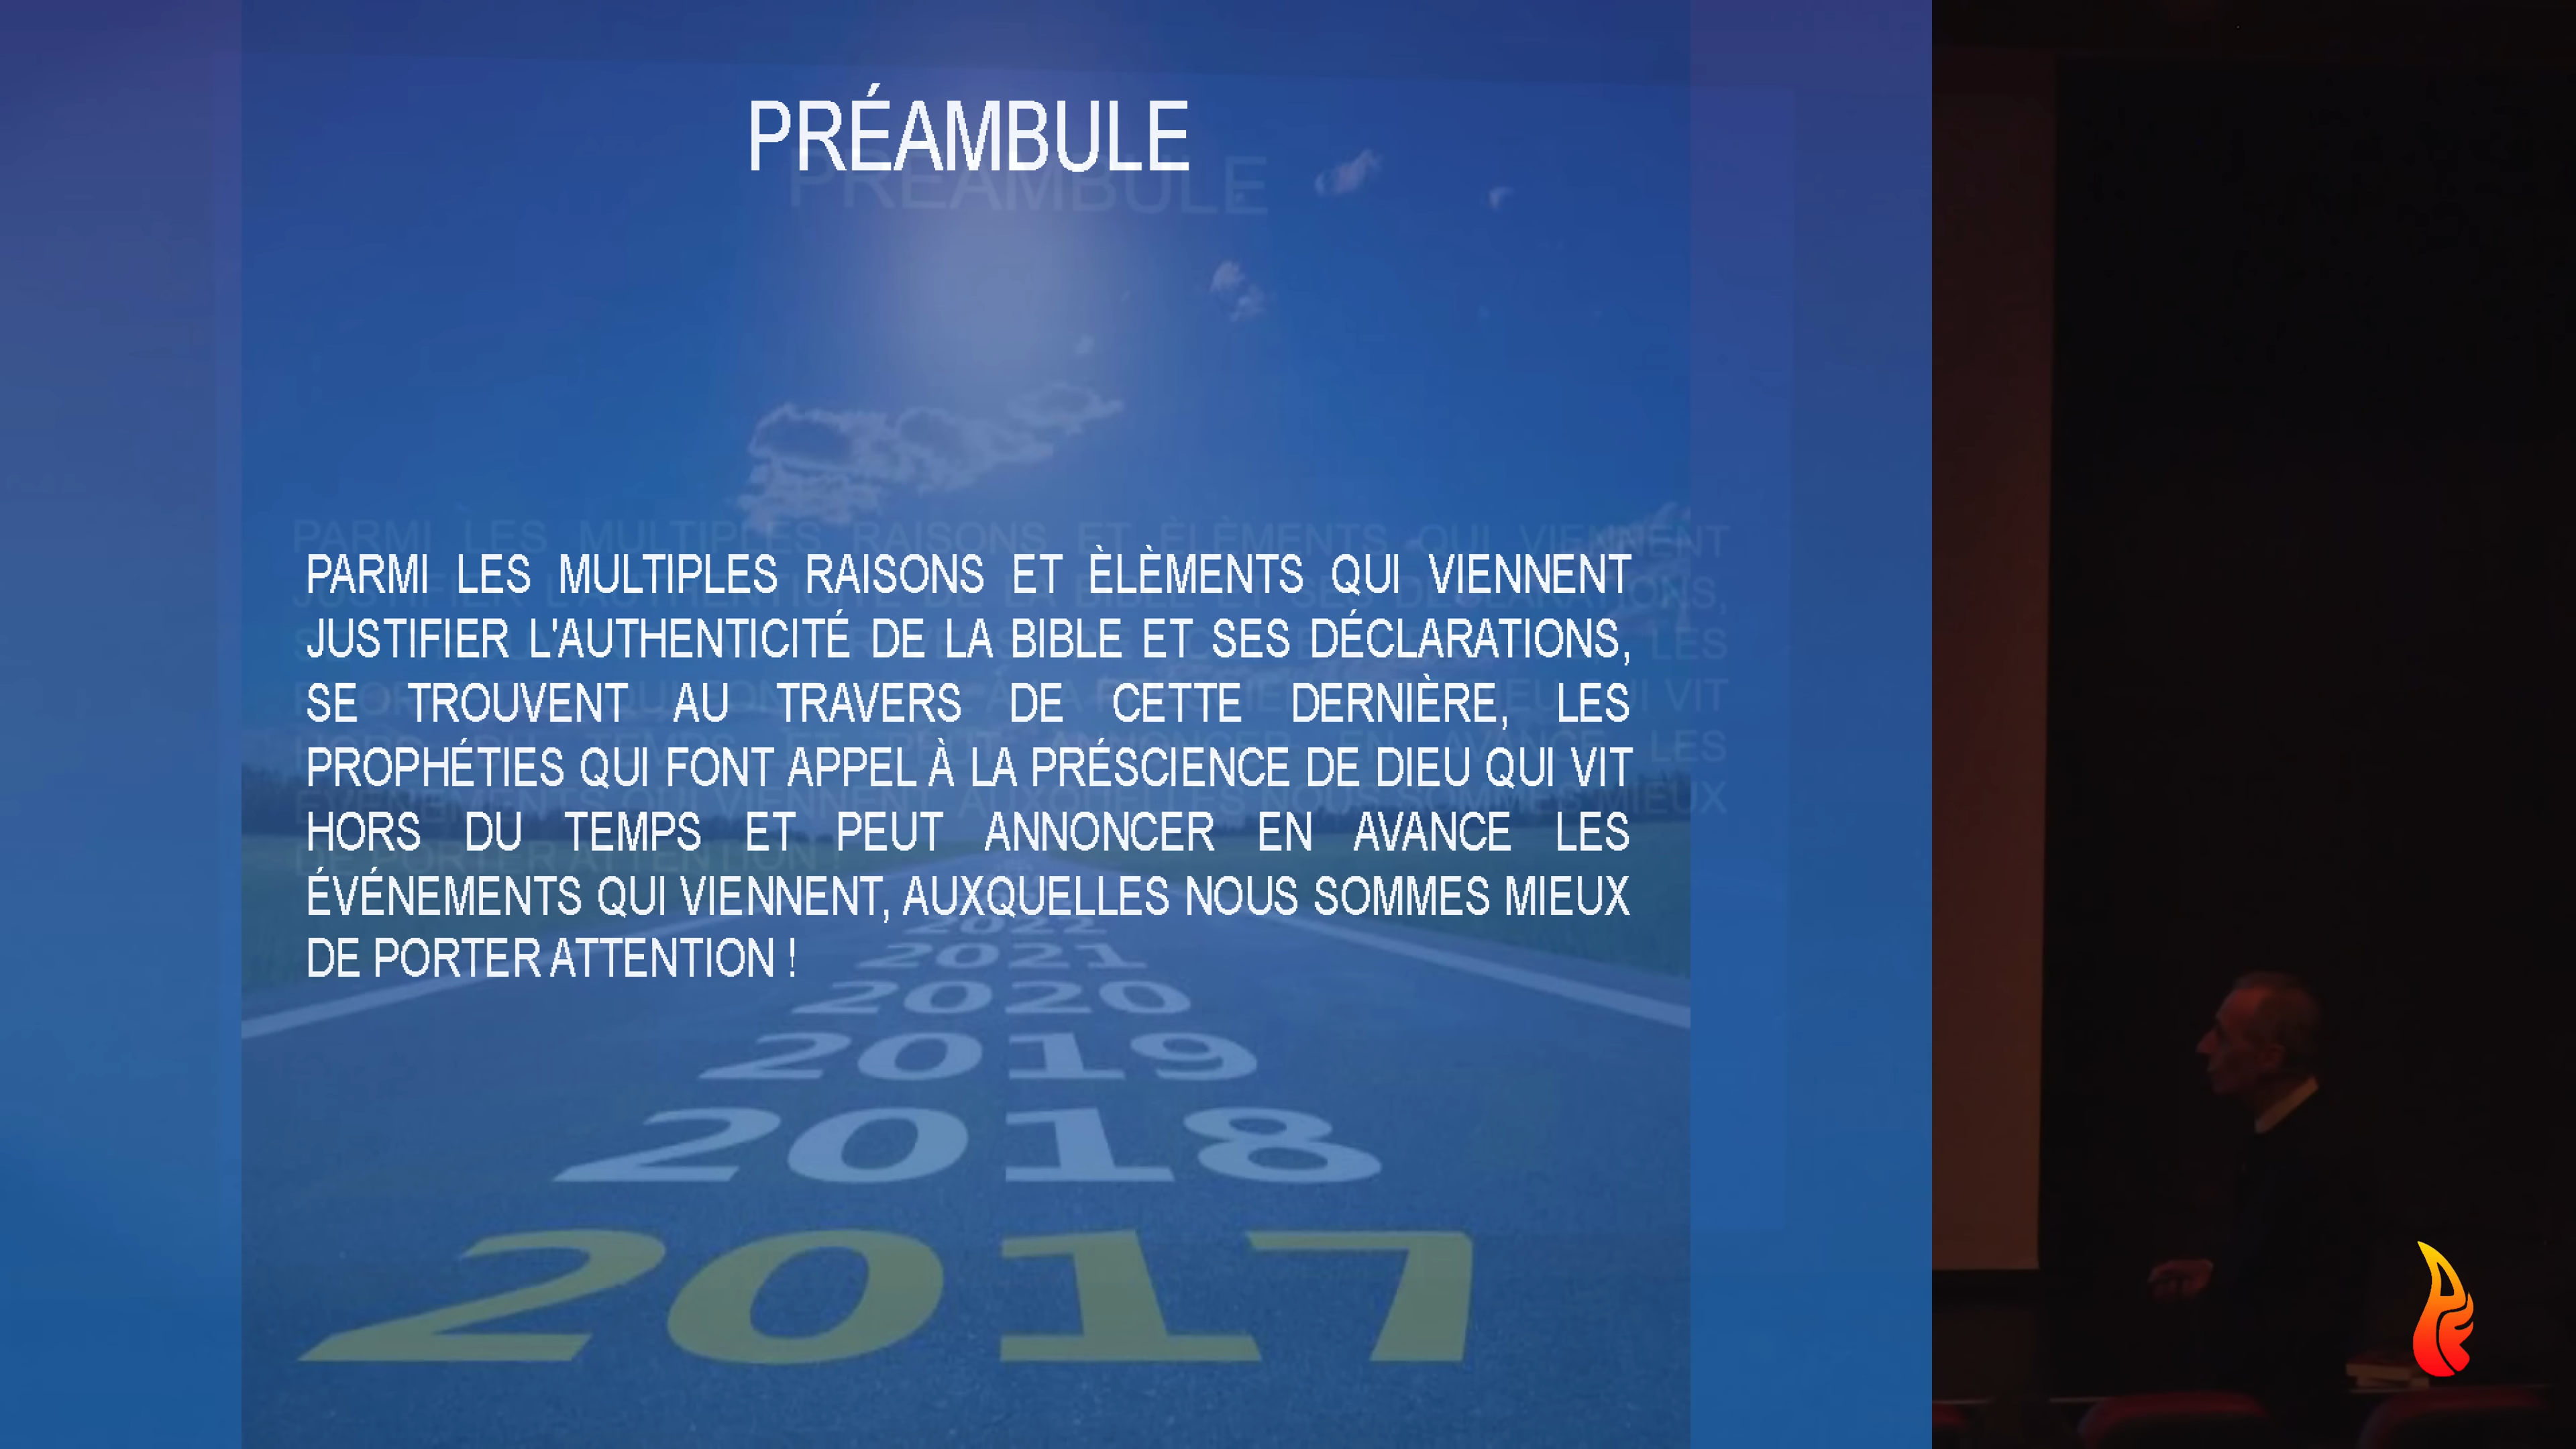 PRÉAMBULE
PARMI LES MULTIPLES RAISONS ET ÈLÈMENTS QUI VIENNENT
JUSTIFIER L'AUTHENTICITÉ DE LA BIBLE ET SES DÉCLARATIONS,
SE TROUVENT AU TRAVERS DE CETTE DERNIÈRE, LES
PROPHÉTIES QUI FONT APPEL À LA PRÉSCIENCE DE DIEU QUI VIT
HORS DU TEMPS ET PEUT ANNONCER EN AVANCE LES
ÉVÉNEMENTS QUI VIENNENT, AUXQUELLES NOUS SOMMES MIEUX
DE PORTER ATTENTION !
2022
2021
2020
2019
2018
2017